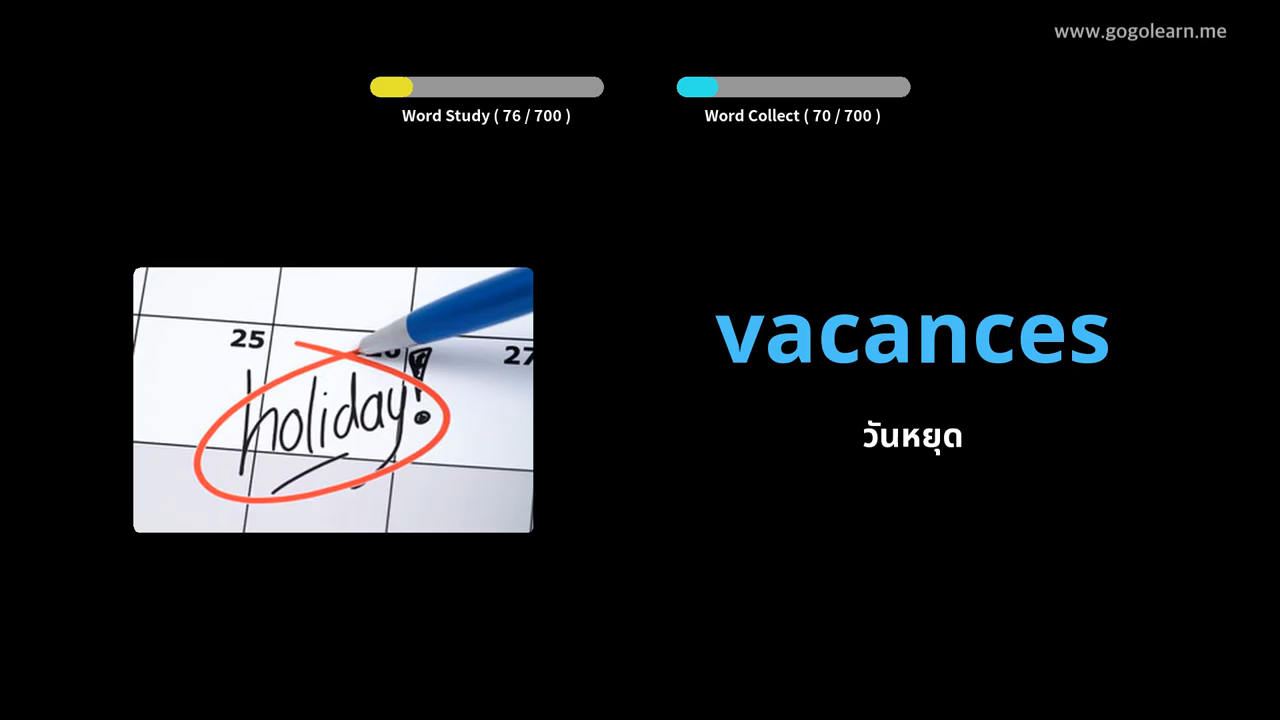 www.gogolearn.me
Word Study ( 76 / 700 )
Word Collect ( 70 / 700 )
25
27
holiday!
vacances
วันหยุด